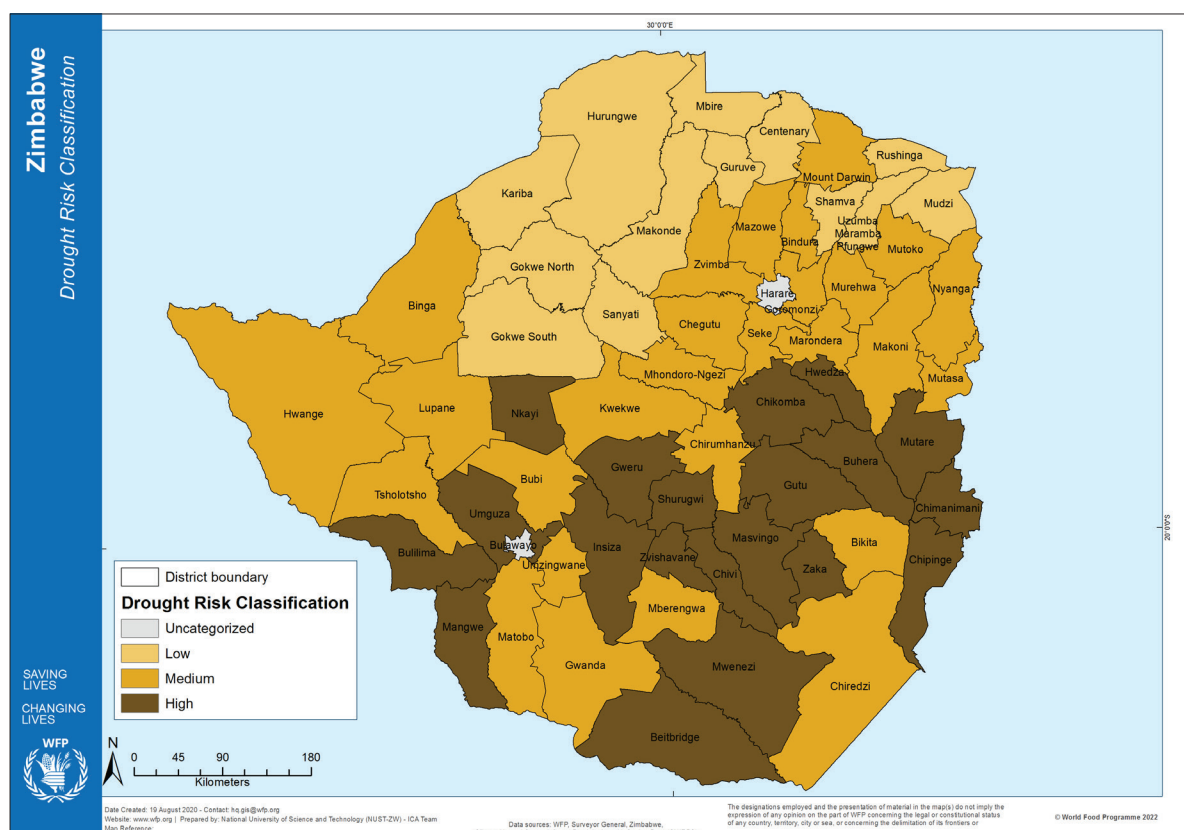 Zimbabwe
Drought Risk Classification
30°0'0"E
20°0'0"S
Hurungwe
Mbire
Centenary
Rushinga
Guruve
Mount Darwin
Kariba
Shamva
Mudzi
Uzumba
Maramba
Pfungwe
Makonde
Mazowe
Bindura
Mutoko
Zvimba
Gokwe North
Murehwa
Nyanga
Harare
Binga
Goromonzi
Sanyati
Chegutu
Seke
Marondera
Gokwe South
Makoni
Mhondoro-Ngezi
Hwedza
Mutasa
Hwange
Lupane
Nkayi
Kwekwe
Chikomba
Chirumhanzu
Mutare
Gweru
Buhera
Bubi
Tsholotsho
Shurugwi
Gutu
Umguza
Chimanimani
Masvingo
Bulawayo
Insiza
Bikita
Bulilima
Zvishavane
Chipinge
Umzingwane
Chivi
Zaka
Mberengwa
Mangwe
Matobo
Gwanda
Mwenezi
Chiredzi
Beitbridge
District boundary
Drought Risk Classification
Uncategorized
Low
Medium
High
SAVING
LIVES
CHANGING
LIVES
WFP
N
0 45 90 180
Kilometers
Date Created: 19 August 2020 - Contact: hq.gis@wfp.org
Website: www.wfp.org | Prepared by: National University of Science and Technology (NUST-ZW) - ICA Team
Map Reference:
Data sources: WFP, Surveyor General, Zimbabwe,
The designations employed and the presentation of material in the map(s) do not imply the
expression of any opinion on the part of WFP concerning the legal or constitutional status
of any country, territory, city or sea, or concerning the delimitation of its frontiers or
© World Food Programme 2022